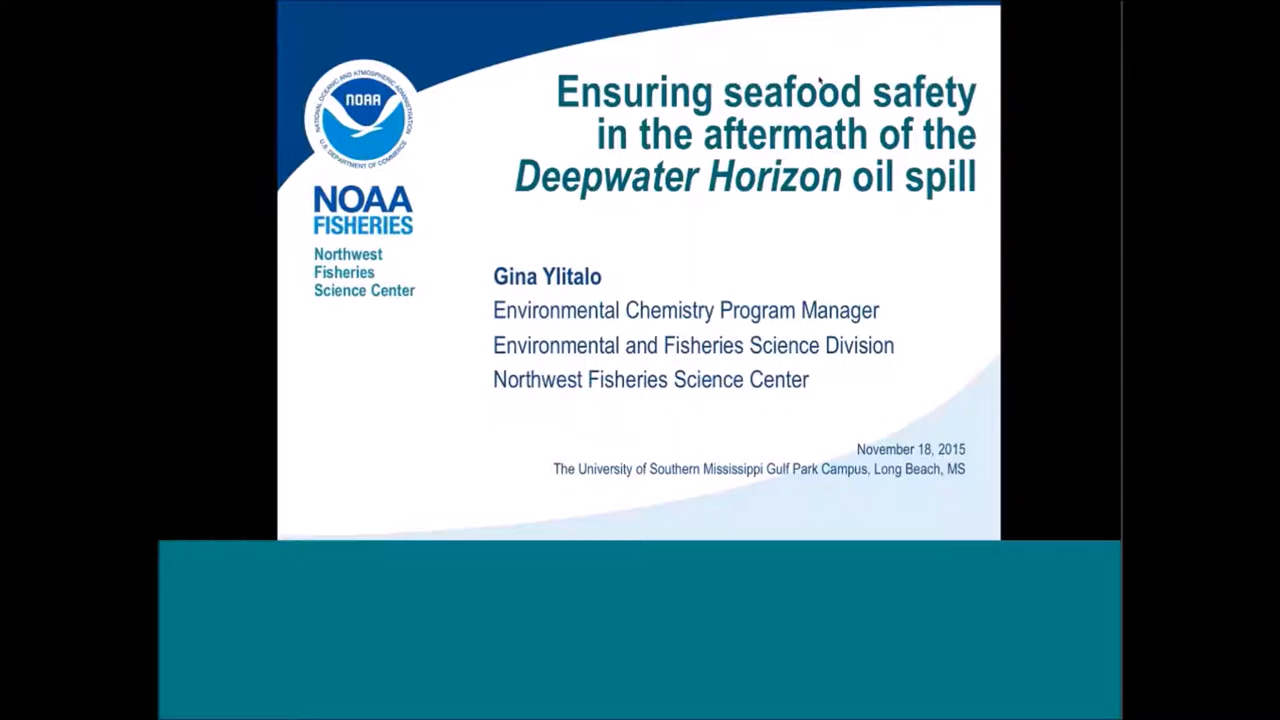 Ensuring seafood safety
in the aftermath of the
Deepwater Horizon oil spill
NATIONAL OCEANIC AND ATMOSPHERIC ADMINISTRATION
NOAA
U.S. DEPARTMENT OF COMMERCE
NOAA
FISHERIES
Northwest
Fisheries
Science Center
Gina Ylitalo
Environmental Chemistry Program Manager
Environmental and Fisheries Science Division
Northwest Fisheries Science Center
November 18, 2015
The University of Southern Mississippi Gulf Park Campus, Long Beach, MS